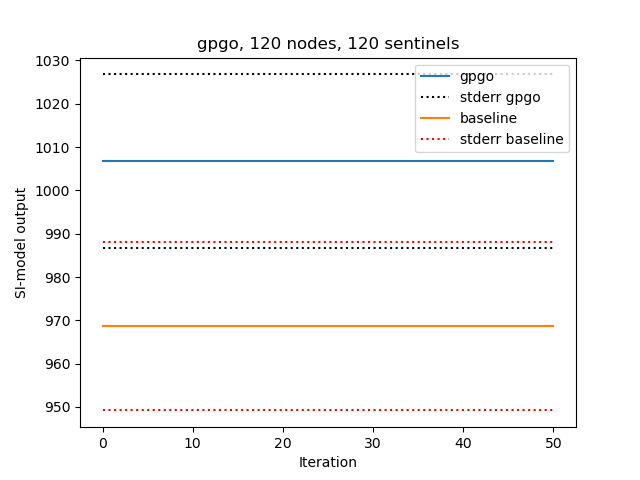 gpgo, 120 nodes, 120 sentinels
1030
1020
1010
1000
990
980
970
960
950
SI-model output
gpgo
stderr gpgo
baseline
stderr baseline
0 10 20 30 40 50
Iteration